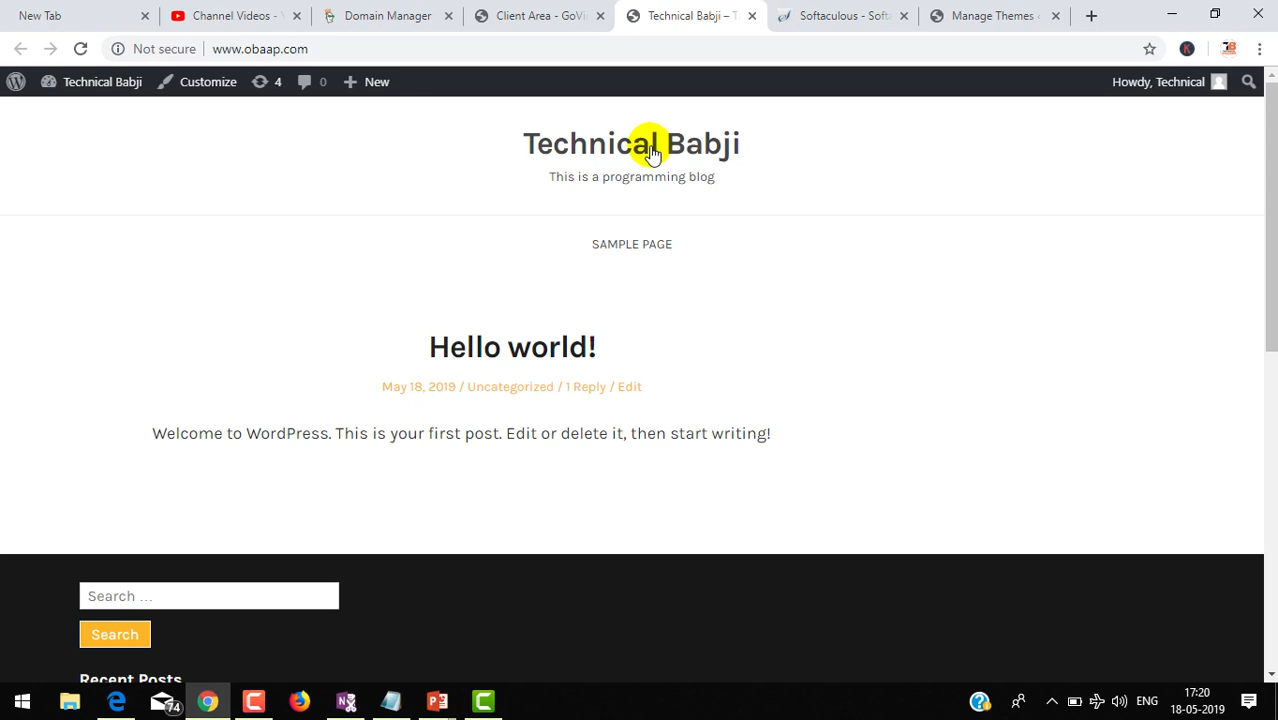 New Tab
Channel Videos - Y
Domain Manager
Client Area - GoVi
Technical Babji – T
Softaculous - Softa
Manage Themes ‹
Not secure
www.obaap.com
Technical Babji
Customize
4
0
New
Howdy, Technical
Technical Babji
This is a programming blog
SAMPLE PAGE
Hello world!
May 18, 2019 / Uncategorized / 1 Reply / Edit
Welcome to WordPress. This is your first post. Edit or delete it, then start writing!
Search …
Search
Recent Posts
74
ENG
17:20
18-05-2019